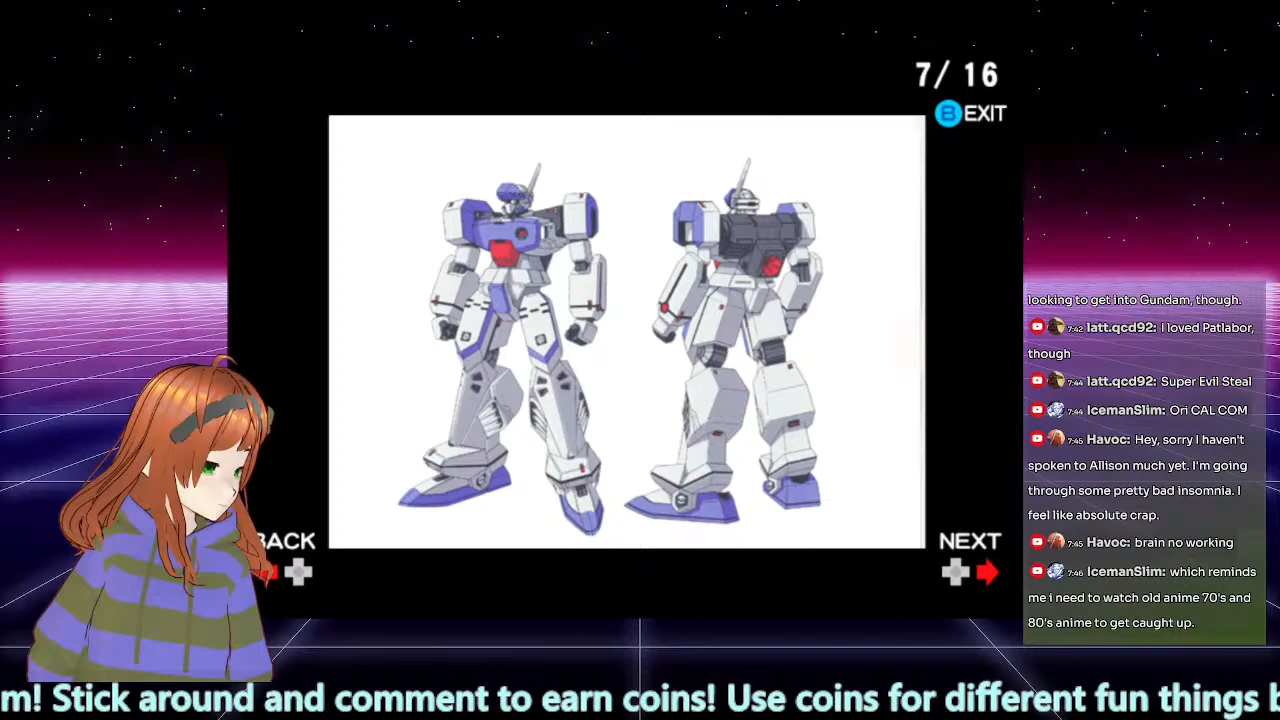 7/ 16
B EXIT
looking to get into Gundam, though.
7:42 latt.qcd92: Loved Patlabor,
though
7:44 latt.qcd92: Super Evil Steal
7:44 IcemanSlim: Ori CAL COM
7:45 Havoc: Hey, sorry I haven't
spoken to Allison much yet. I'm going
through some pretty bad insomnia. I
feel like absolute crap.
7:45 Havoc: brain no working
7:46 IcemanSlim: which reminds
me i need to watch old anime 70's and
80's anime to get caught up.
BACK
NEXT
m! Stick around and comment to earn coins! Use coins for different fun things b